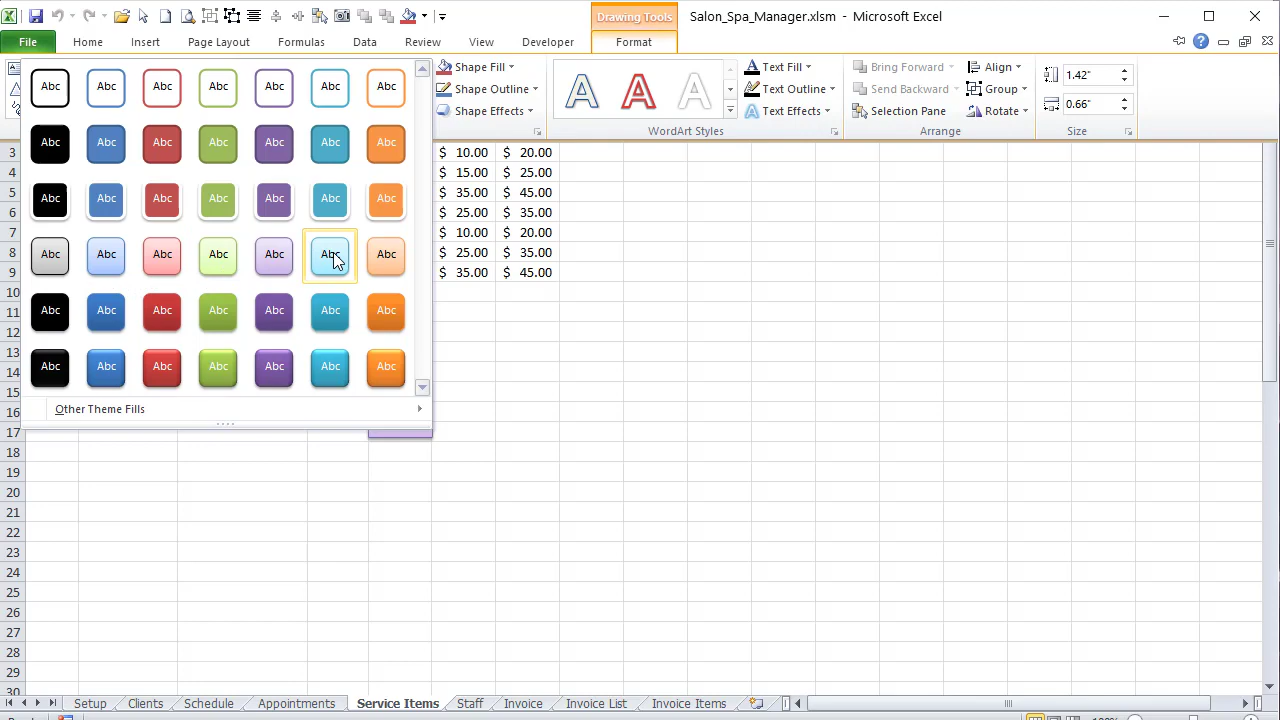 Drawing Tools
Salon_Spa_Manager.xlsm - Microsoft Excel
File Home Insert Page Layout Formulas Data Review View Developer Format
Abc Abc Abc Abc Abc Abc Abc
Abc Abc Abc Abc Abc Abc Abc
Abc Abc Abc Abc Abc Abc Abc
Abc Abc Abc Abc Abc Abc Abc
Abc Abc Abc Abc Abc Abc Abc
Abc Abc Abc Abc Abc Abc Abc
Other Theme Fills
Shape Fill
Shape Outline
Shape Effects
A A A
WordArt Styles
Text Fill
Text Outline
Text Effects
Bring Forward
Send Backward
Selection Pane
Align
Group
Rotate
Arrange
1.42"
0.66"
Size
3 $ 10.00 $ 20.00
4 $ 15.00 $ 25.00
5 $ 35.00 $ 45.00
6 $ 25.00 $ 35.00
7 $ 10.00 $ 20.00
8 $ 25.00 $ 35.00
9 $ 35.00 $ 45.00
10
11
12
13
14
15
16
17
18
19
20
21
22
23
24
25
26
27
28
29
30
Setup Clients Schedule Appointments Service Items Staff Invoice Invoice List Invoice Items